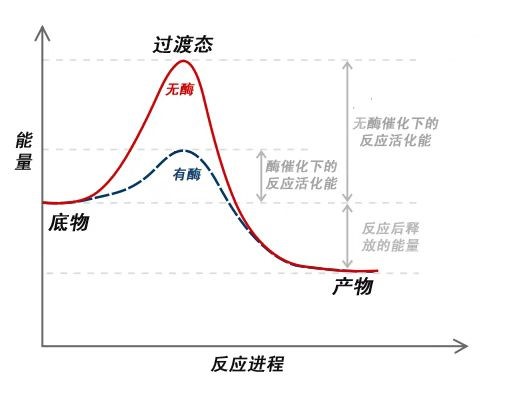 过渡态
无酶
无酶催化下的
反应活化能
能
量
酶催化下的
反应活化能
有酶
底物
反应后释
放的能量
产物
反应进程